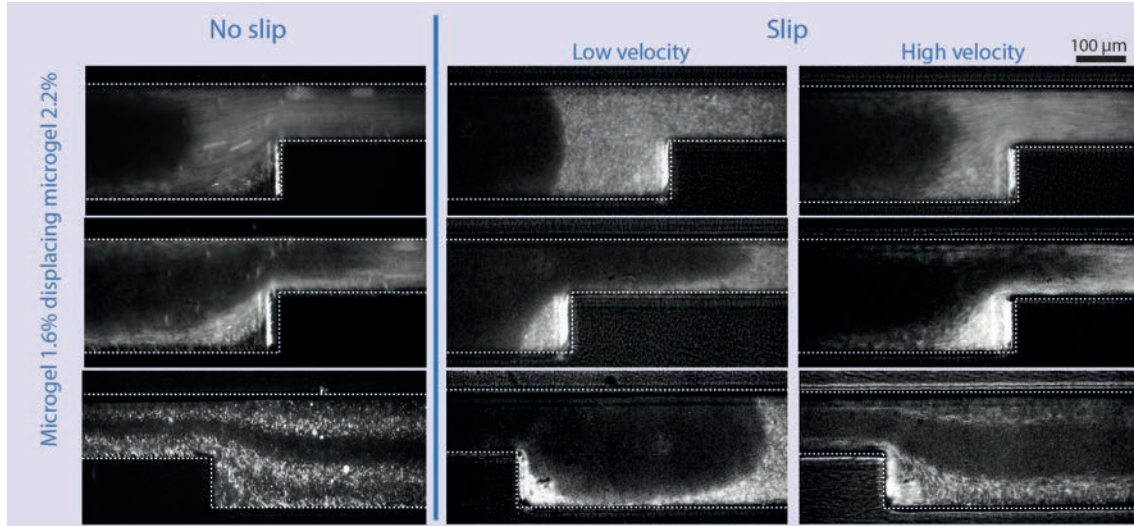 No slip
Slip
Low velocity
High velocity
100 µm
Microgel 1.6% displacing microgel 2.2%